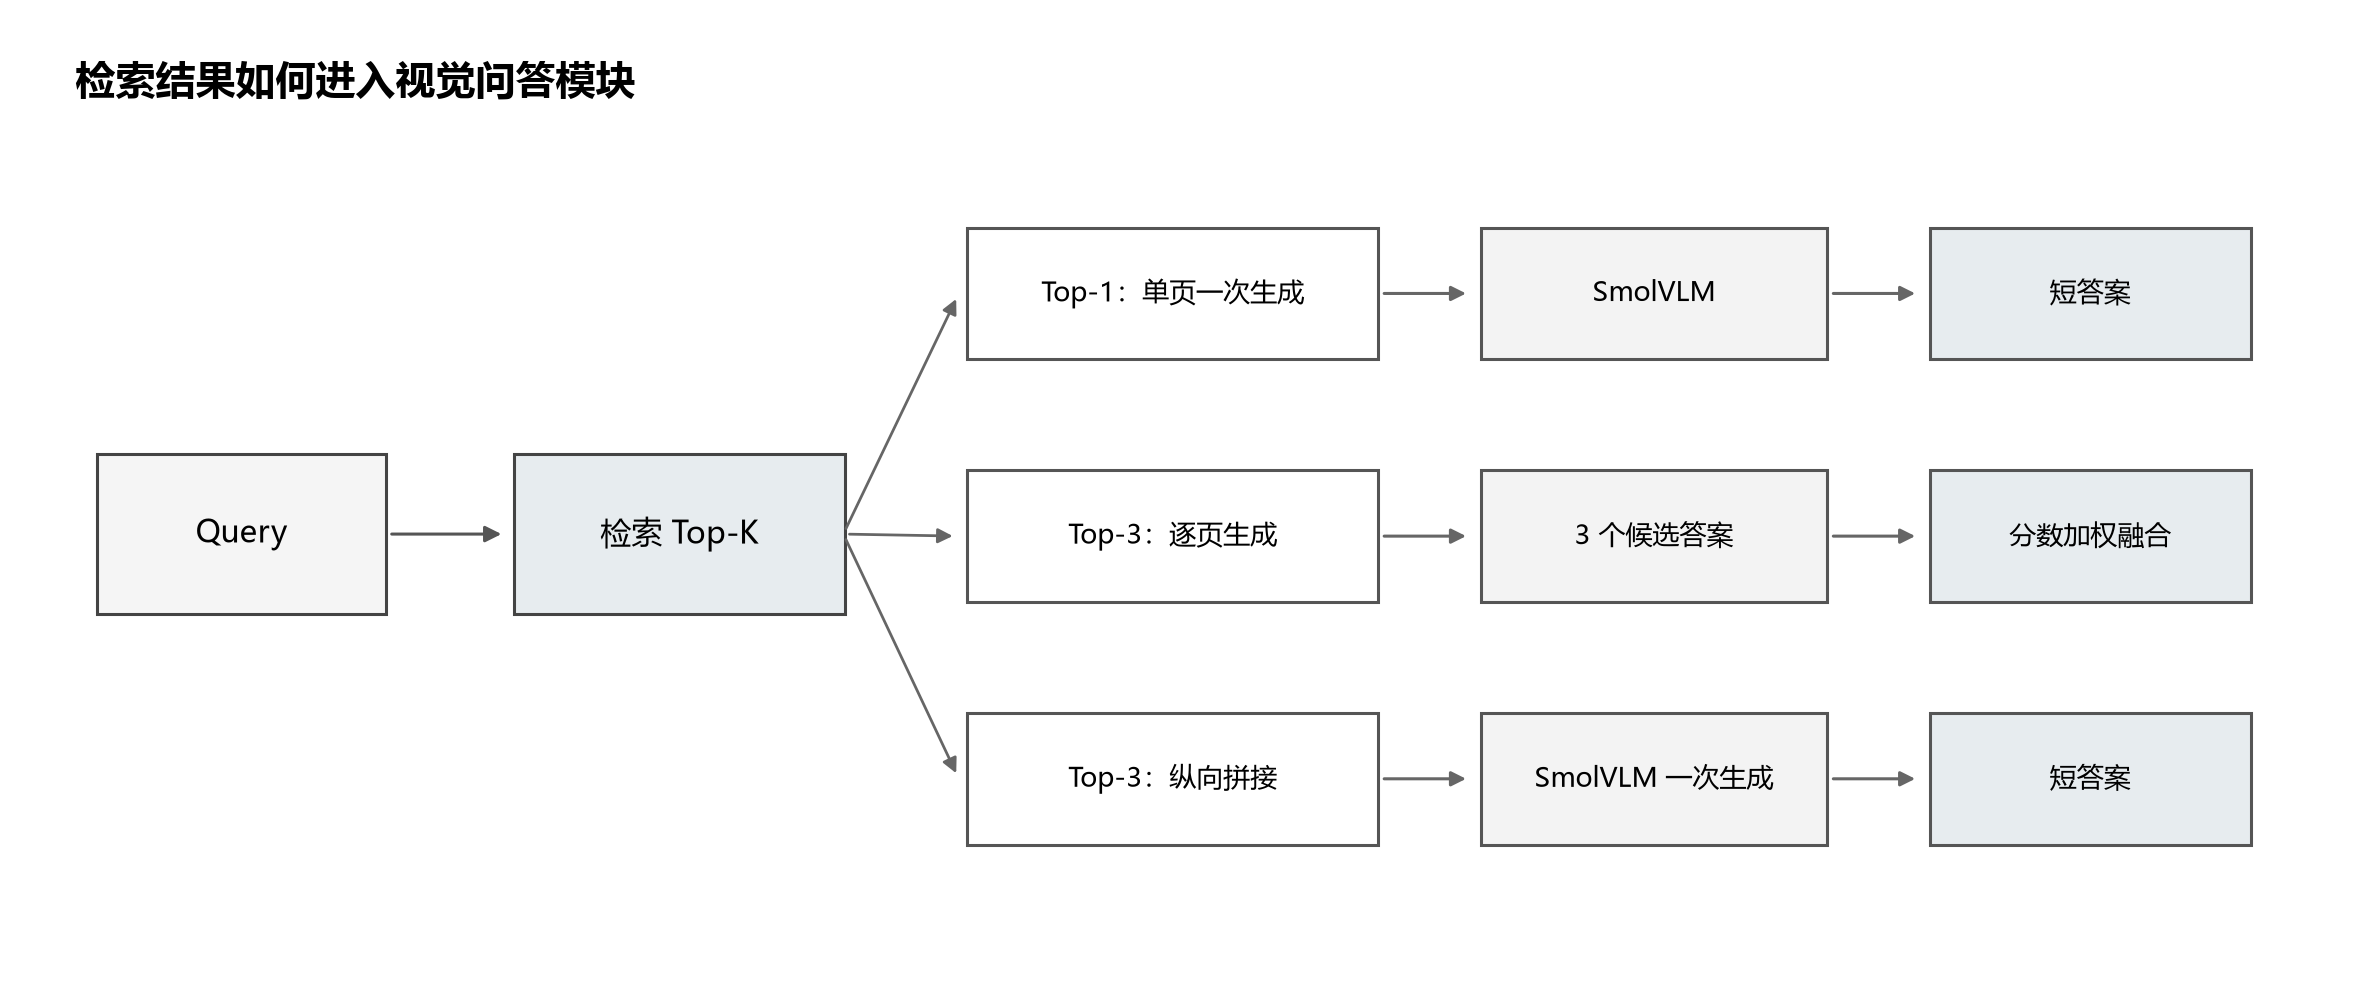 检索结果如何进入视觉问答模块
Query
检索 Top-K
Top-1：单页一次生成
SmolVLM
短答案
Top-3：逐页生成
3 个候选答案
分数加权融合
Top-3：纵向拼接
SmolVLM 一次生成
短答案